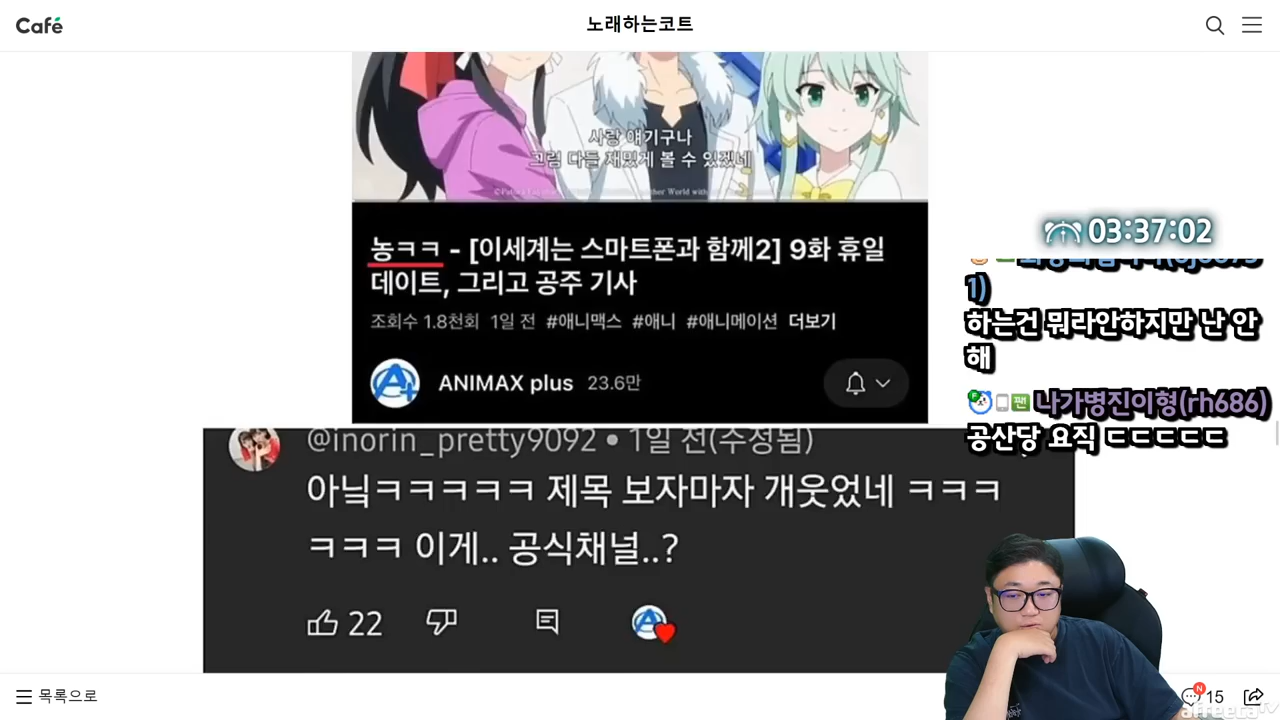 Café
노래하는코트
사랑 얘기구나
그럼 다들 재밌게 볼 수 있겠네
농ㅋㅋ - [이세계는 스마트폰과 함께2] 9화 휴일
데이트, 그리고 공주 기사
조회수 1.8천회 1일 전 #애니맥스 #애니 #애니메이션 더보기
ANIMAX plus 23.6만
@inorin_pretty9092 • 1일 전(수정됨)
아닠ㅋㅋㅋㅋㅋ 제목 보자마자 개웃었네 ㅋㅋㅋ
ㅋㅋㅋ 이게.. 공식채널..?
22
03:37:02
1)
하는건 뭐라안하지만 난 안
해
나가병진이형(rh686)
공산당 요직 ㄷㄷㄷㄷㄷ
목록으로
N
15
afreecaTV